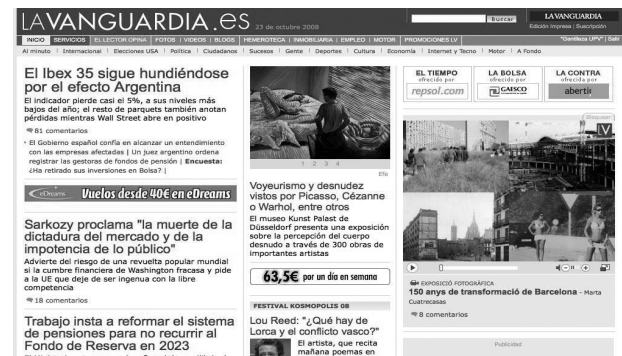 LAVANGUARDIA.es
23 de octubre 2008
Buscar
LA VANGUARDIA
Edición Impresa | Suscripción
INICIO SERVICIOS EL LECTOR OPINA | FOTOS | VIDEOS | BLOGS HEMEROTECA | INMOBILIARIA | EMPLEO | MOTOR PROMOCIONES LV
"Gentileza UPV" | Salir
Al minuto | Internacional | Elecciones USA | Política | Ciudadanos | Sucesos | Gente | Deportes | Cultura | Economía | Internet y Tecno | Motor | A Fondo
El Ibex 35 sigue hundiéndose
por el efecto Argentina
El indicador pierde casi el 5%, a sus niveles más
bajos del año; el resto de parquets también anotan
pérdidas mientras Wall Street abre en positivo
81 comentarios
· El Gobierno español confía en alcanzar un entendimiento
con las empresas afectadas | Un juez argentino ordena
registrar las gestoras de fondos de pensión | Encuesta:
¿Ha retirado sus inversiones en Bolsa? |
eDreams Vuelos desde 40€ en eDreams
Sarkozy proclama "la muerte de la
dictadura del mercado y de la
impotencia de lo público"
Advierte del riesgo de una revuelta popular mundial
si la cumbre financiera de Washington fracasa y pide
a la UE que deje de ser ingenua con la libre
competencia
18 comentarios
Trabajo insta a reformar el sistema
de pensiones para no recurrir al
Fondo de Reserva en 2023
1 2 3 4
Efe
Voyeurismo y desnudez
vistos por Picasso, Cézanne
o Warhol, entre otros
El museo Kunst Palast de
Düsseldorf presenta una exposición
sobre la percepción del cuerpo
desnudo a través de 300 obras de
importantes artistas
63,5€ por un día en semana
FESTIVAL KOSMOPOLIS 08
Lou Reed: "¿Qué hay de
Lorca y el conflicto vasco?"
El artista, que recita
mañana poemas en
EL TIEMPO
ofrecido por
repsol.com
LA BOLSA
ofrecido por
GAESCO
LA CONTRA
ofrecida por
abertis
LV
EXPOSICIÓ FOTOGRÀFICA
150 anys de transformació de Barcelona - Marta
Cuatrecasas
8 comentarios
Publicidad